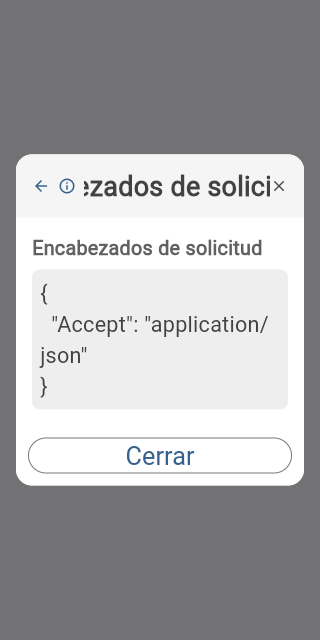 ezados de solici
Encabezados de solicitud
{
"Accept": "application/
json"
}
Cerrar